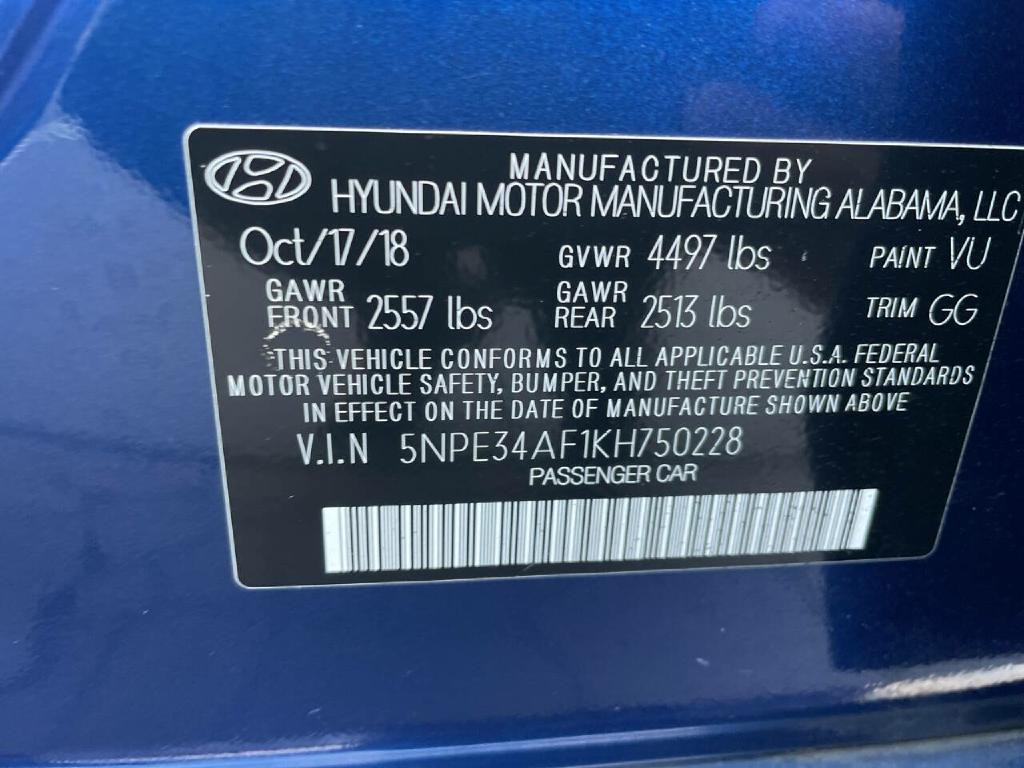 MANUFACTURED BY
HYUNDAI MOTOR MANUFACTURING ALABAMA, LLC
Oct/17/18 GVWR 4497 lbs PAINT VU
GAWR FRONT 2557 lbs GAWR REAR 2513 lbs TRIM GG
THIS VEHICLE CONFORMS TO ALL APPLICABLE U.S.A. FEDERAL
MOTOR VEHICLE SAFETY, BUMPER, AND THEFT PREVENTION STANDARDS
IN EFFECT ON THE DATE OF MANUFACTURE SHOWN ABOVE
V.I.N 5NPE34AF1KH750228
PASSENGER CAR